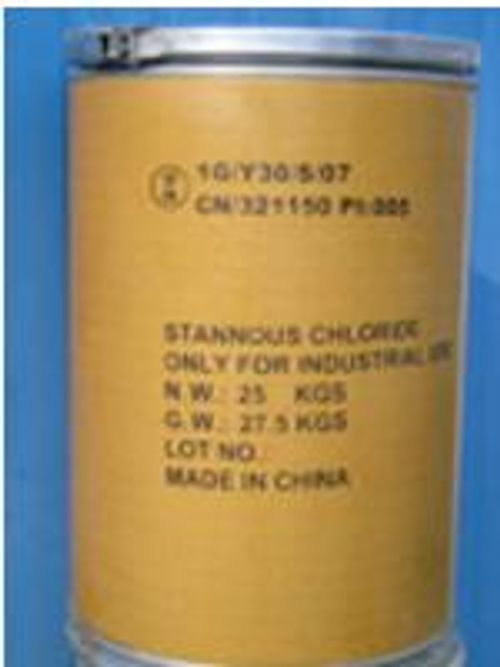 1G/Y30/S/07
CN/321150 PI:005
STANNOUS CHLORIDE
ONLY FOR INDUSTRIAL USE
N.W.: 25 KGS
G.W.: 27.5 KGS
LOT NO.
MADE IN CHINA